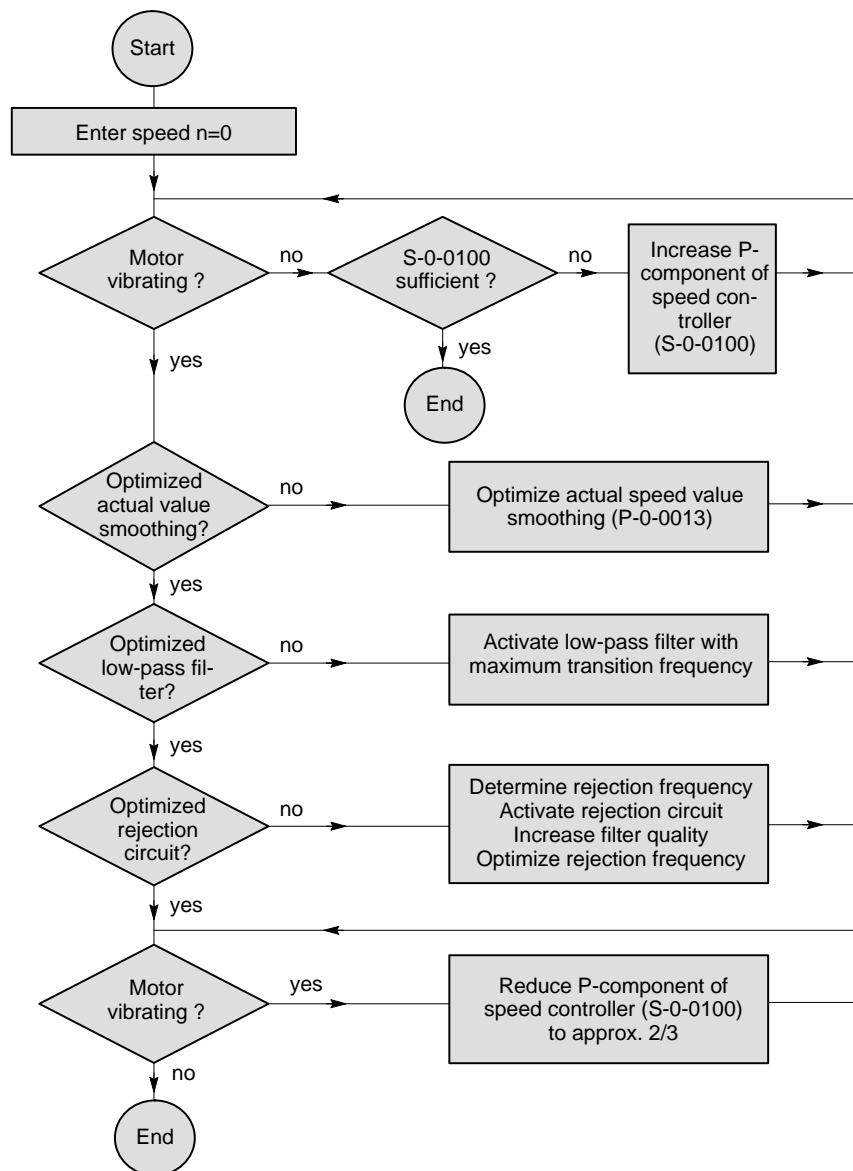 Start
Enter speed n=0
Motor
vibrating ?
no
S-0-0100
sufficient ?
no
Increase P-
component of
speed con-
troller
(S-0-0100)
yes
yes
End
Optimized
actual value
smoothing?
no
Optimize actual speed value
smoothing (P-0-0013)
yes
Optimized
low-pass fil-
ter?
no
Activate low-pass filter with
maximum transition frequency
yes
Optimized
rejection
circuit?
no
Determine rejection frequency
Activate rejection circuit
Increase filter quality
Optimize rejection frequency
yes
Motor
vibrating ?
yes
Reduce P-component of
speed controller (S-0-0100)
to approx. 2/3
no
End